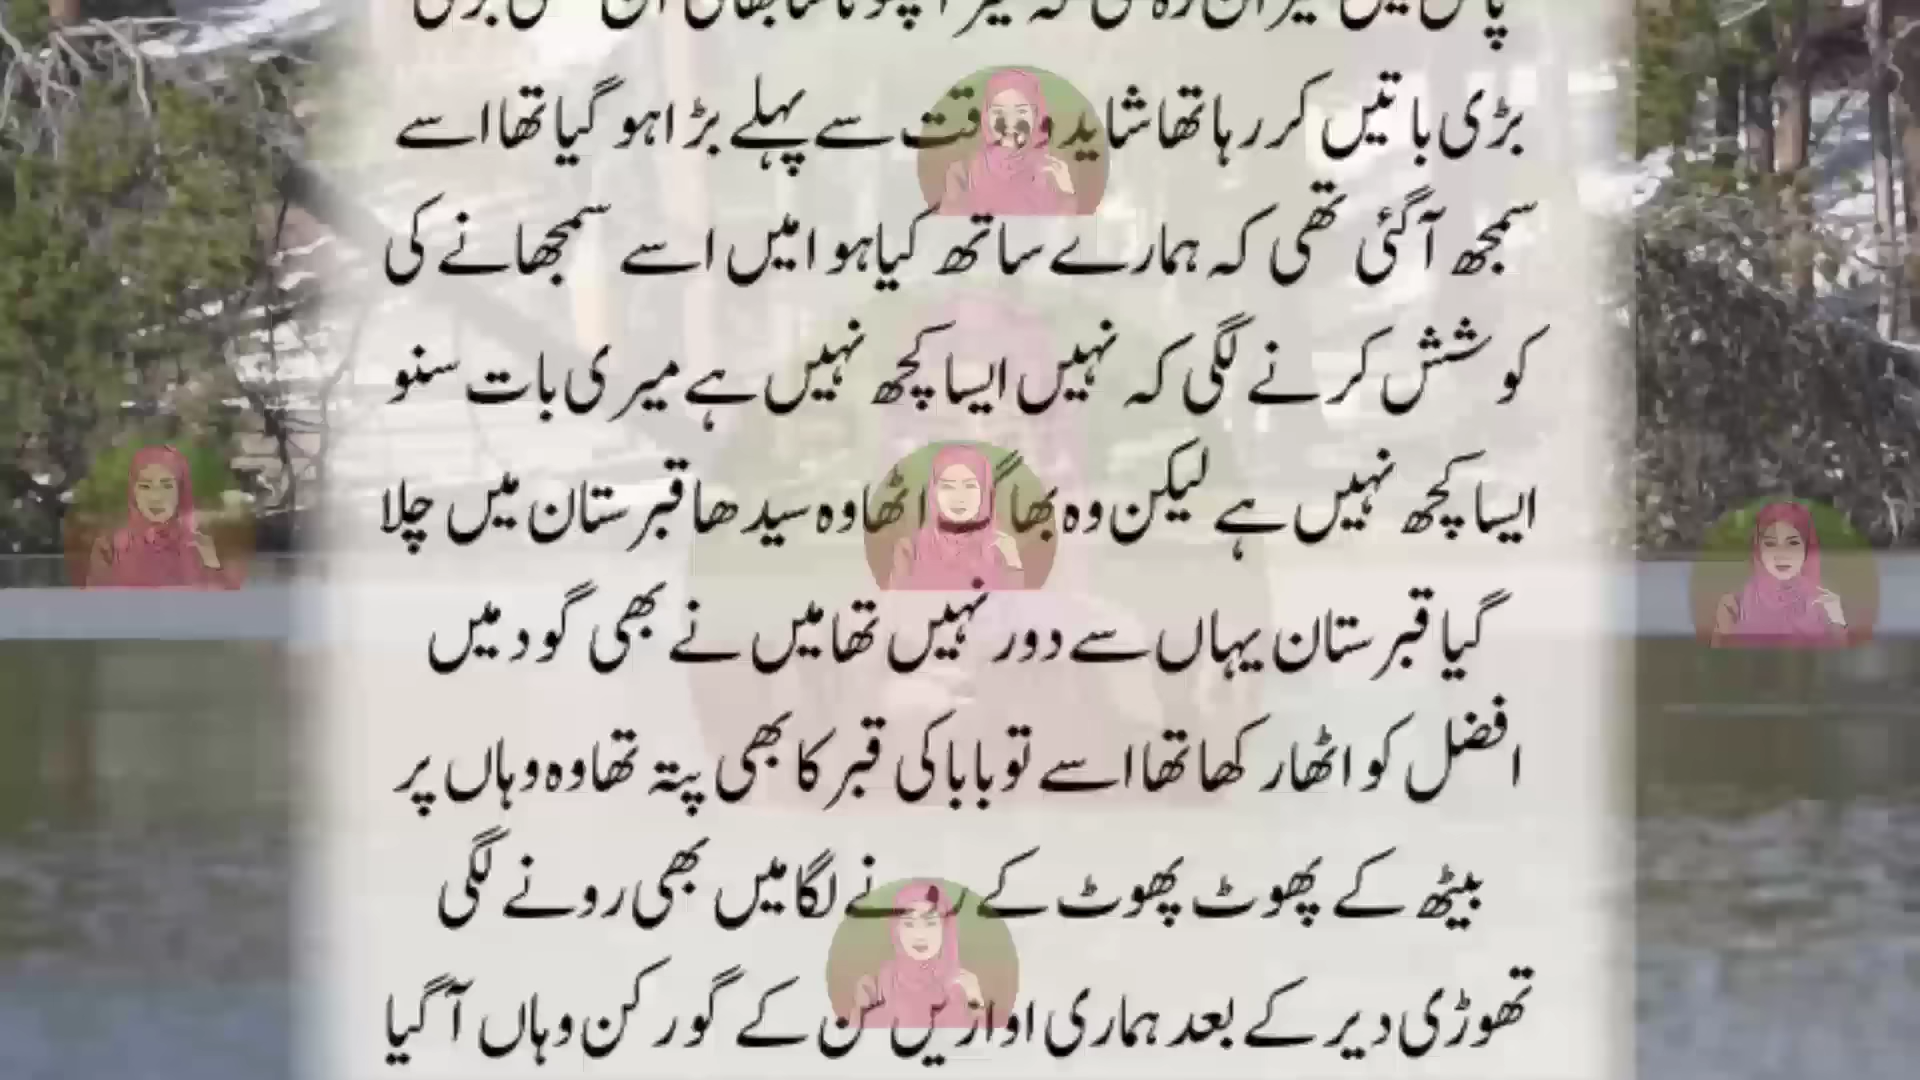 بڑی باتیں کر رہا تھا شاید وہ وقت سے پہلے بڑا ہو گیا تھا اسے
سمجھ آگئی تھی کہ ہمارے ساتھ کیا ہوا میں اسے سمجھانے کی
کوشش کرنے لگی کہ نہیں ایسا کچھ نہیں ہے میری بات سنو
ایسا کچھ نہیں ہے لیکن وہ بھاگ اٹھا وہ سیدھا قبرستان میں چلا
گیا قبرستان یہاں سے دور نہیں تھا میں نے بھی گود میں
افضل کو اٹھا رکھا تھا اسے تو بابا کی قبر کا بھی پتہ تھا وہ وہاں پر
بیٹھ کے پھوٹ پھوٹ کے رونے لگا میں بھی رونے لگی
تھوڑی دیر کے بعد ہماری اوازیں سن کے گورکن وہاں آگیا